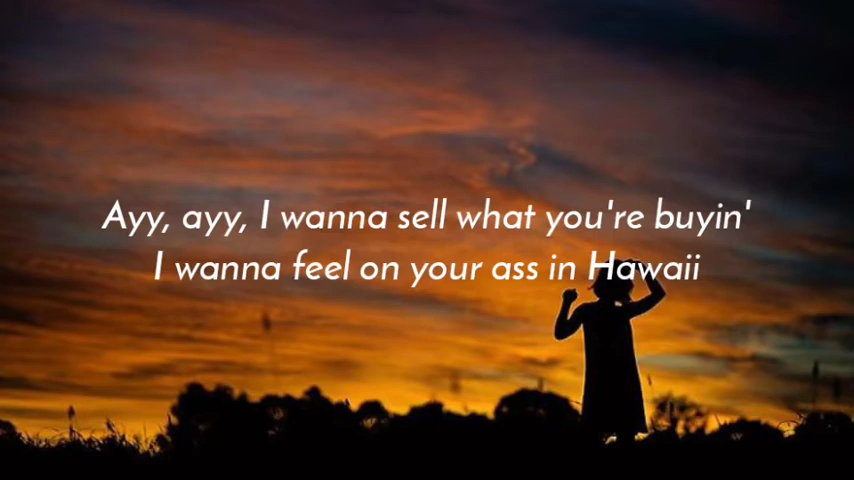 Ayy, ayy, I wanna sell what you're buyin'
I wanna feel on your ass in Hawaii